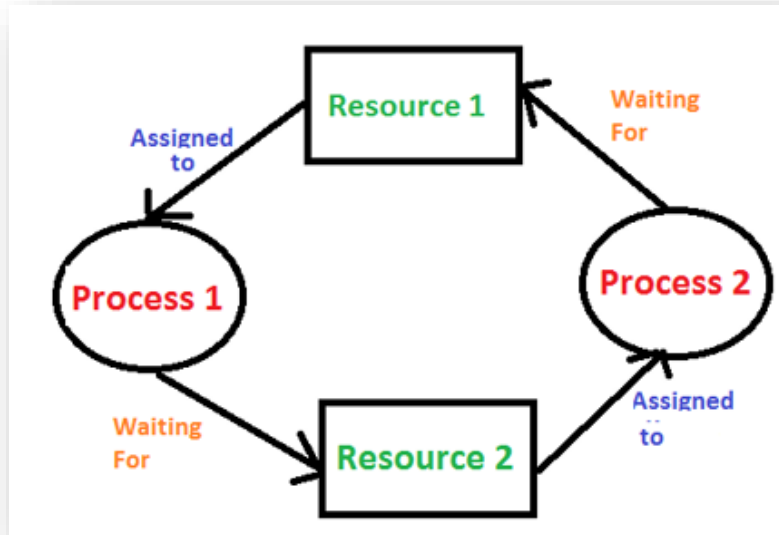 Resource 1
Waiting
For
Assigned
to
Process 1
Process 2
Waiting
For
Resource 2
Assigned
to